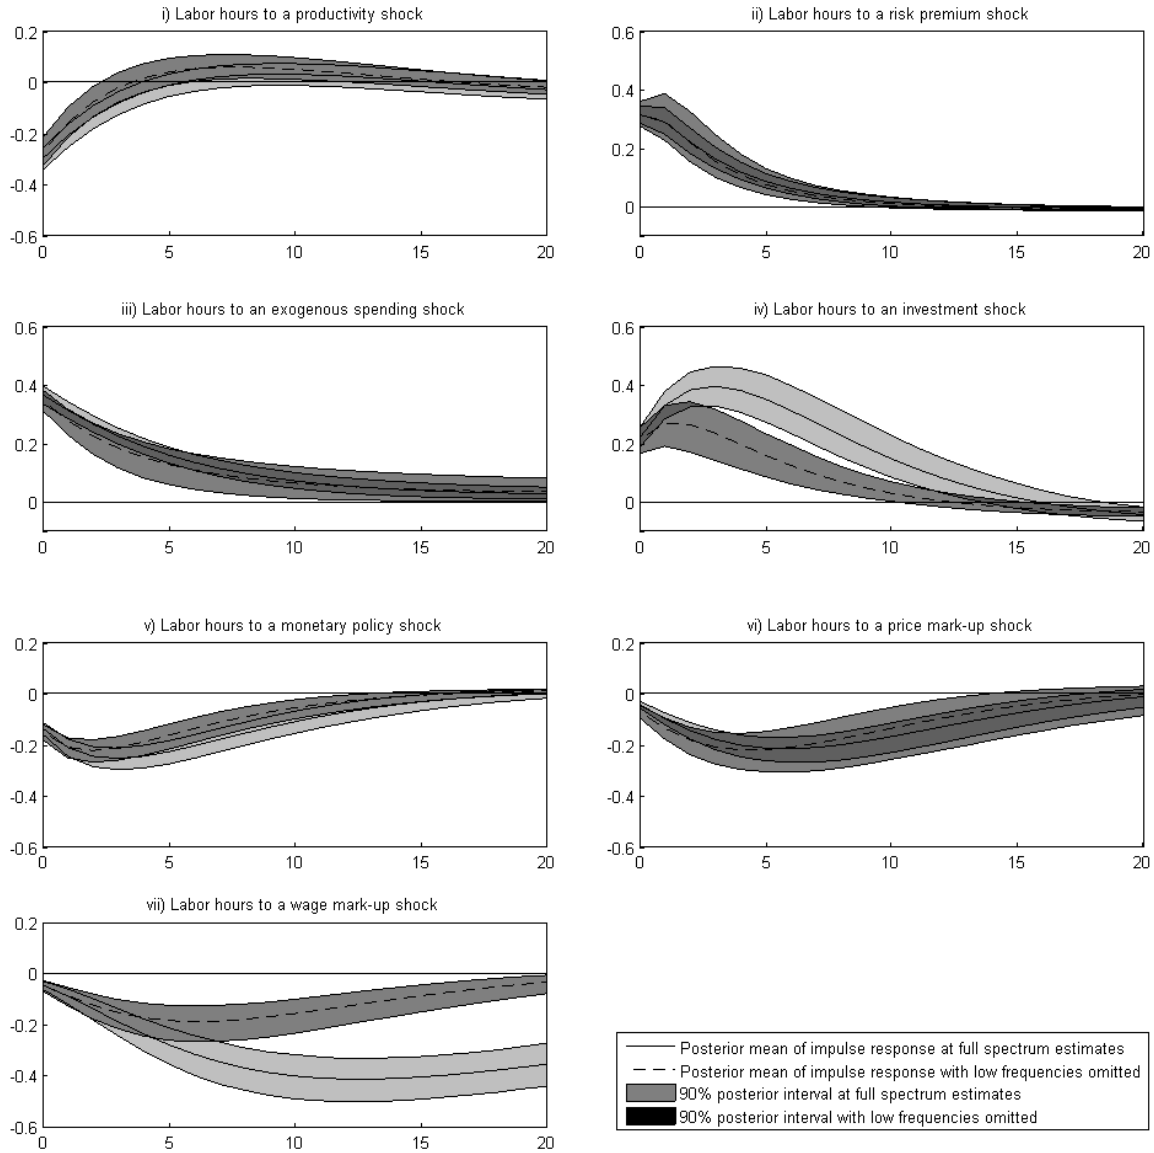 i) Labor hours to a productivity shock
0.2
0
-0.2
-0.4
-0.6
0 5 10 15 20
ii) Labor hours to a risk premium shock
0.6
0.4
0.2
0
0 5 10 15 20
iii) Labor hours to an exogenous spending shock
0.6
0.4
0.2
0
0 5 10 15 20
iv) Labor hours to an investment shock
0.6
0.4
0.2
0
0 5 10 15 20
v) Labor hours to a monetary policy shock
0.2
0
-0.2
-0.4
-0.6
0 5 10 15 20
vi) Labor hours to a price mark-up shock
0.2
0
-0.2
-0.4
-0.6
0 5 10 15 20
vii) Labor hours to a wage mark-up shock
0.2
0
-0.2
-0.4
-0.6
0 5 10 15 20
Posterior mean of impulse response at full spectrum estimates
Posterior mean of impulse response with low frequencies omitted
90% posterior interval at full spectrum estimates
90% posterior interval with low frequencies omitted